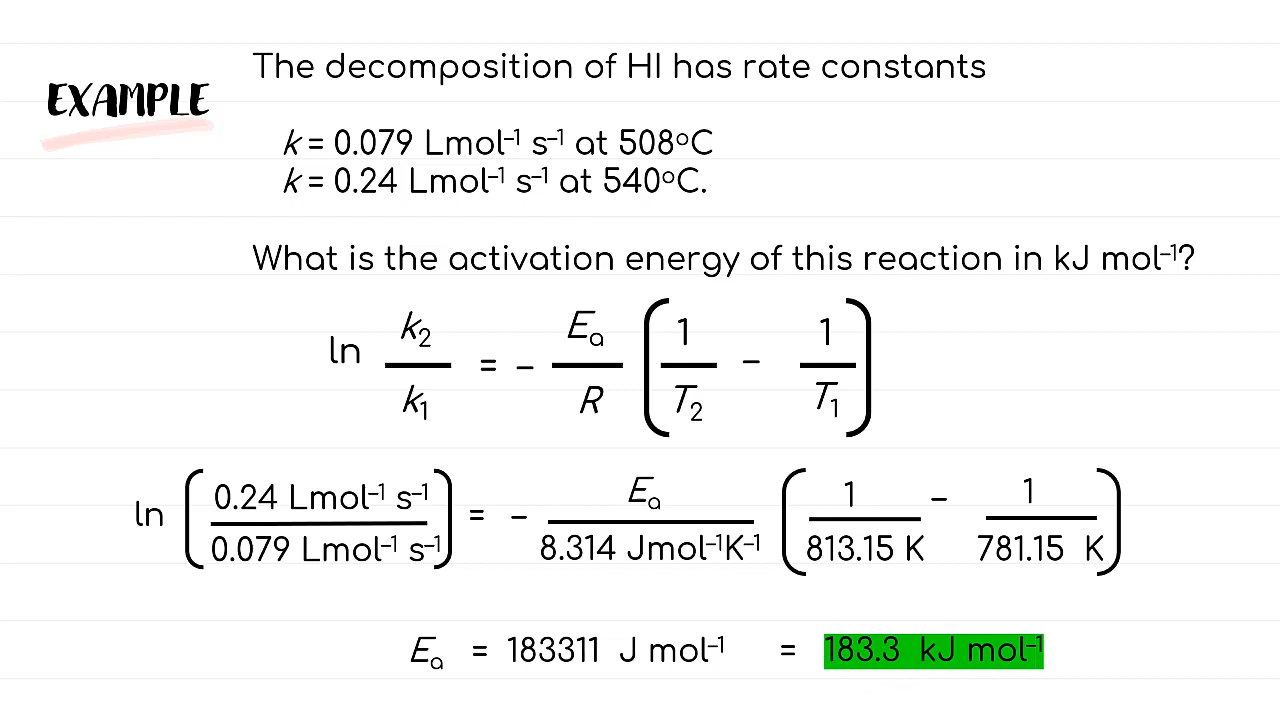 The decomposition of HI has rate constants
EXAMPLE
k = 0.079 Lmol⁻¹ s⁻¹ at 508°C
k = 0.24 Lmol⁻¹ s⁻¹ at 540°C.
What is the activation energy of this reaction in kJ mol⁻¹?
ln k₂/k₁ = – Eₐ/R (1/T₂ – 1/T₁)
ln (0.24 Lmol⁻¹ s⁻¹/0.079 Lmol⁻¹ s⁻¹) = – Eₐ/8.314 Jmol⁻¹K⁻¹ (1/813.15 K – 1/781.15 K)
Eₐ = 183311 J mol⁻¹ = 183.3 kJ mol⁻¹